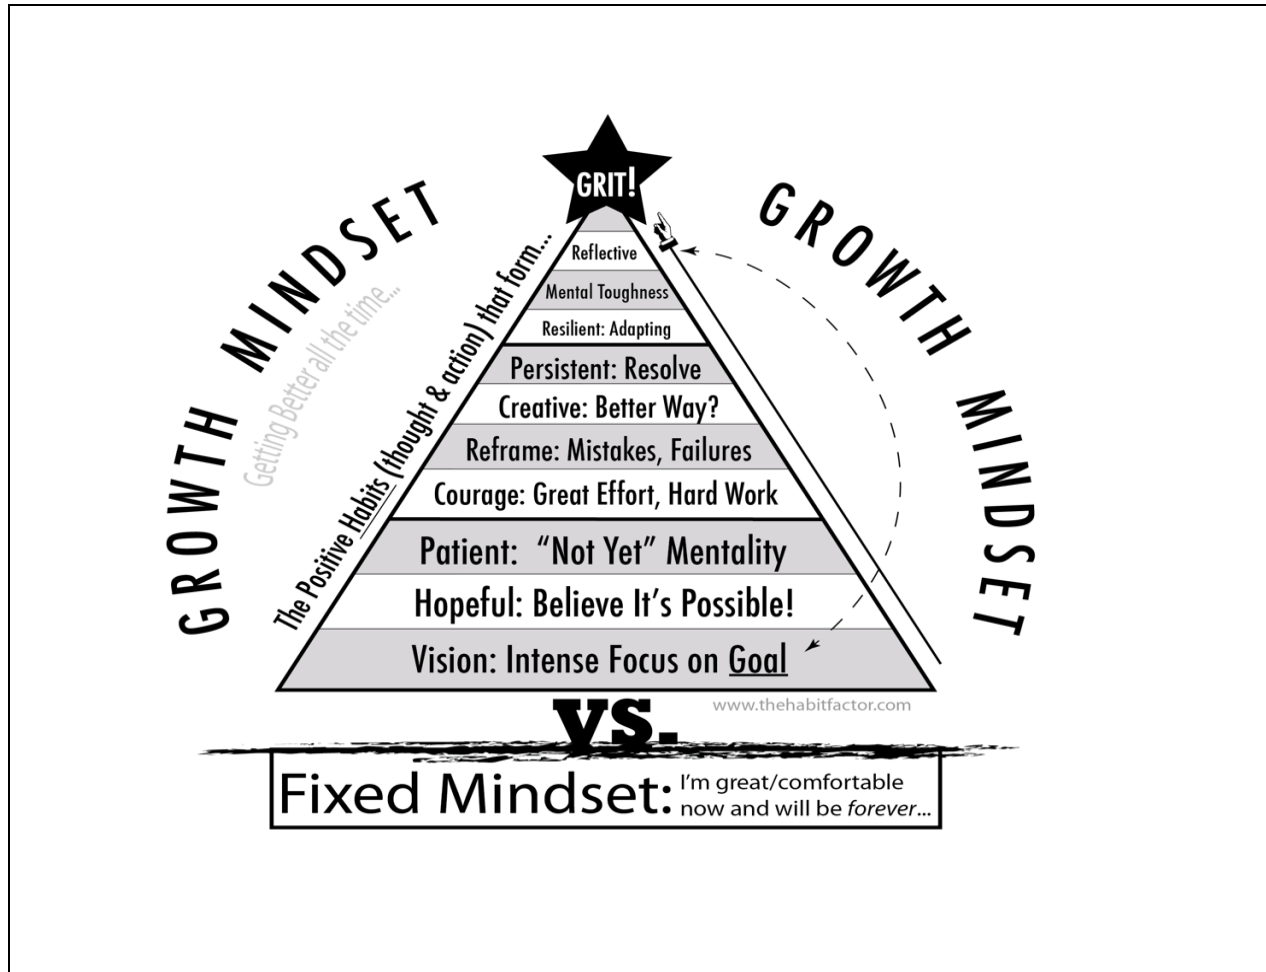 GRIT!
GROWTH MINDSET
GROWTH MINDSET
Getting Better all the time...
The Positive Habits (thought & action) that form...
Reflective
Mental Toughness
Resilient: Adapting
Persistent: Resolve
Creative: Better Way?
Reframe: Mistakes, Failures
Courage: Great Effort, Hard Work
Patient: “Not Yet” Mentality
Hopeful: Believe It’s Possible!
Vision: Intense Focus on Goal
www.thehabitfactor.com
vs.
Fixed Mindset:
I’m great/comfortable
now and will be forever...